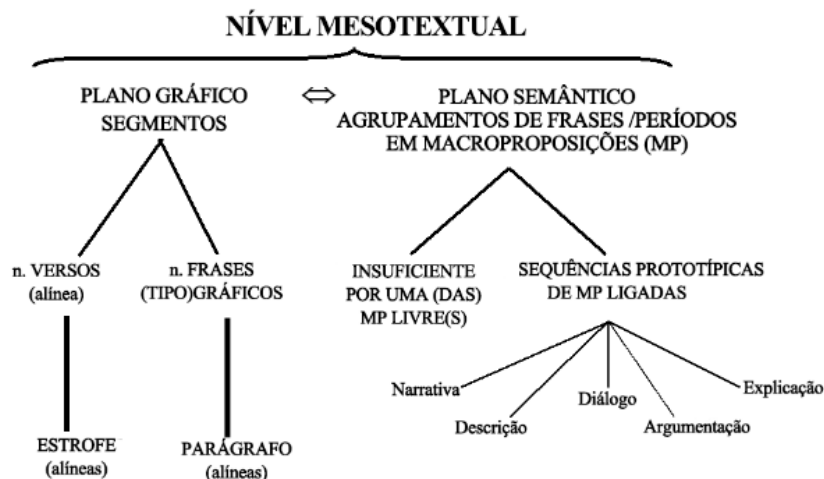 NÍVEL MESOTEXTUAL
PLANO GRÁFICO
SEGMENTOS
⇔
PLANO SEMÂNTICO
AGRUPAMENTOS DE FRASES /PERÍODOS
EM MACROPROPOSIÇÕES (MP)
n. VERSOS
(alínea)
n. FRASES
(TIPO)GRÁFICOS
INSUFICIENTE
POR UMA (DAS)
MP LIVRE(S)
SEQUÊNCIAS PROTOTÍPICAS
DE MP LIGADAS
ESTROFE
(alíneas)
PARÁGRAFO
(alíneas)
Narrativa
Descrição
Diálogo
Argumentação
Explicação